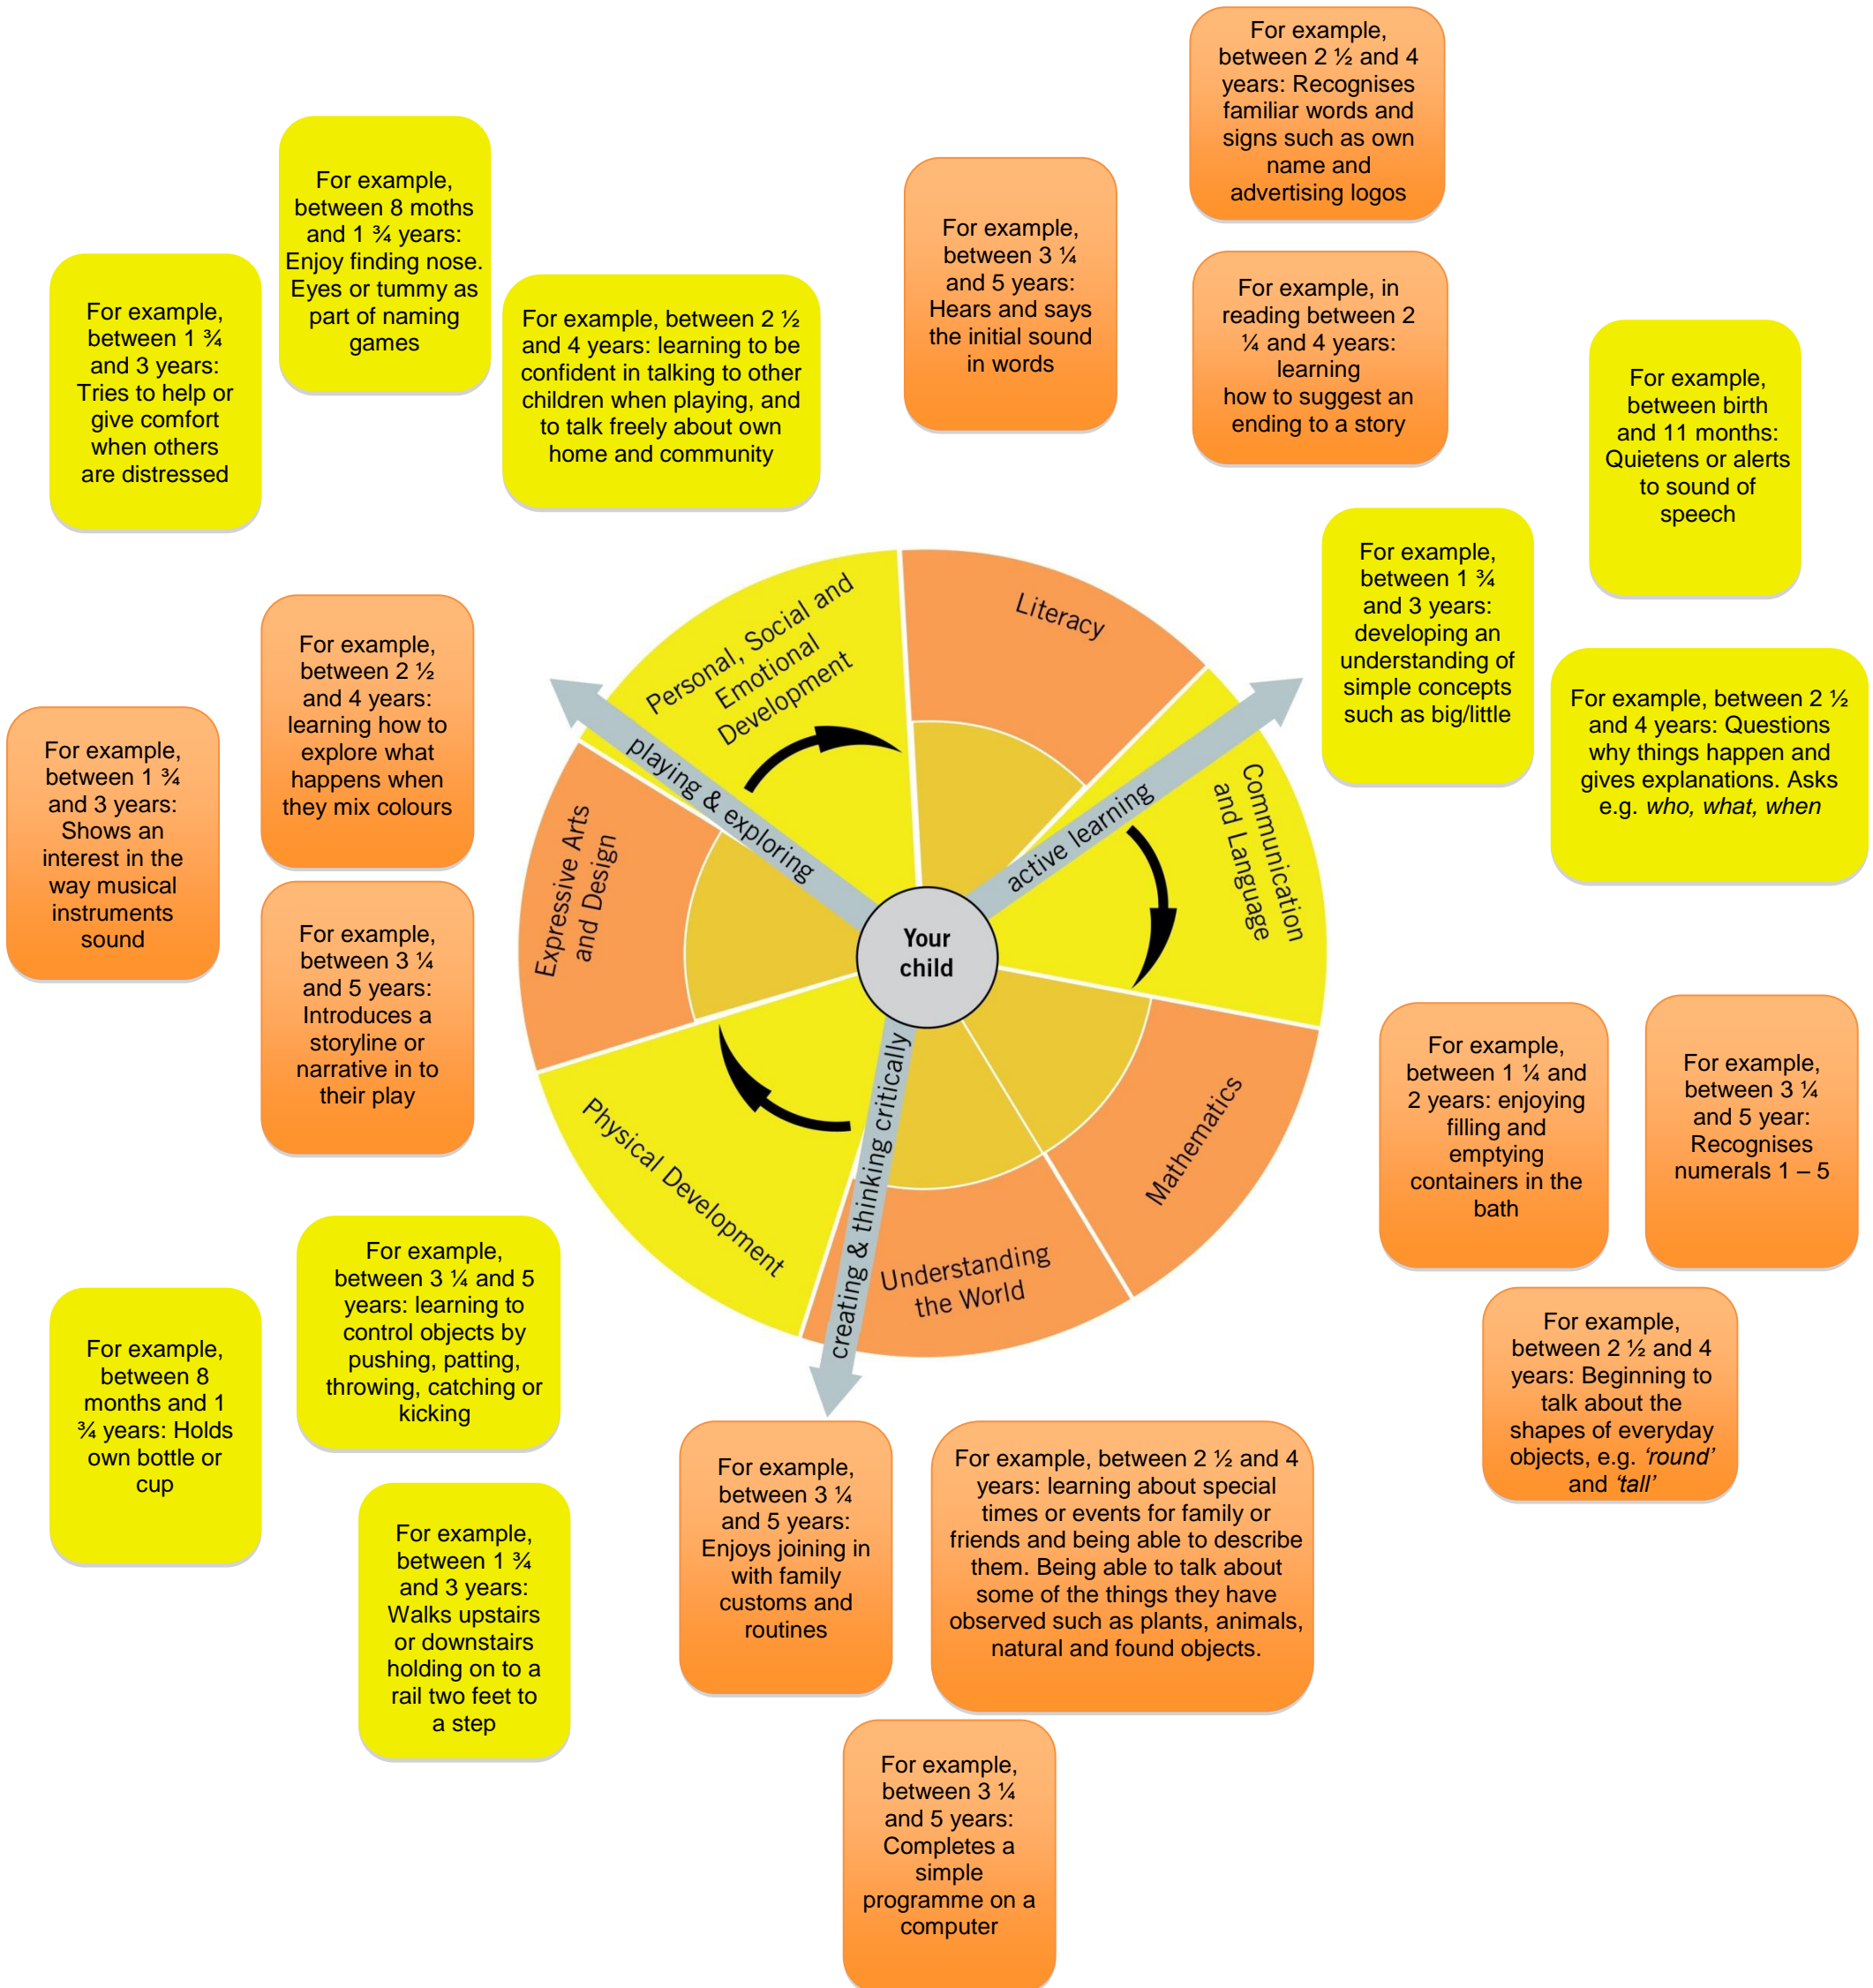 For example,
between 2 ½ and 4
years: Recognises
familiar words and
signs such as own
name and
advertising logos
For example,
between 8 moths
and 1 ¾ years:
Enjoy finding nose.
Eyes or tummy as
part of naming
games
For example,
between 3 ¼
and 5 years:
Hears and says
the initial sound
in words
For example,
between 1 ¾
and 3 years:
Tries to help or
give comfort
when others
are distressed
For example, between 2 ½
and 4 years: learning to be
confident in talking to other
children when playing, and
to talk freely about own
home and community
For example, in
reading between 2
¼ and 4 years:
learning
how to suggest an
ending to a story
For example,
between birth
and 11 months:
Quietens or alerts
to sound of
speech
For example,
between 1 ¾
and 3 years:
developing an
understanding of
simple concepts
such as big/little
For example, between 2 ½
and 4 years: Questions
why things happen and
gives explanations. Asks
e.g. who, what, when
For example,
between 2 ½
and 4 years:
learning how to
explore what
happens when
they mix colours
For example,
between 1 ¾
and 3 years:
Shows an
interest in the
way musical
instruments
sound
For example,
between 3 ¼
and 5 years:
Introduces a
storyline or
narrative in to
their play
Personal, Social and
Emotional
Development
Literacy
Communication
and Language
Mathematics
Understanding
the World
Physical Development
Expressive Arts
and Design
playing & exploring
active learning
creating & thinking critically
Your
child
For example,
between 1 ¼ and
2 years: enjoying
filling and
emptying
containers in the
bath
For example,
between 3 ¼
and 5 year:
Recognises
numerals 1 – 5
For example,
between 2 ½ and 4
years: Beginning to
talk about the
shapes of everyday
objects, e.g. ‘round’
and ‘tall’
For example,
between 3 ¼ and 5
years: learning to
control objects by
pushing, patting,
throwing, catching or
kicking
For example,
between 8
months and 1
¾ years: Holds
own bottle or
cup
For example,
between 1 ¾
and 3 years:
Walks upstairs
or downstairs
holding on to a
rail two feet to
a step
For example,
between 3 ¼
and 5 years:
Enjoys joining in
with family
customs and
routines
For example, between 2 ½ and 4
years: learning about special
times or events for family or
friends and being able to describe
them. Being able to talk about
some of the things they have
observed such as plants, animals,
natural and found objects.
For example,
between 3 ¼
and 5 years:
Completes a
simple
programme on a
computer